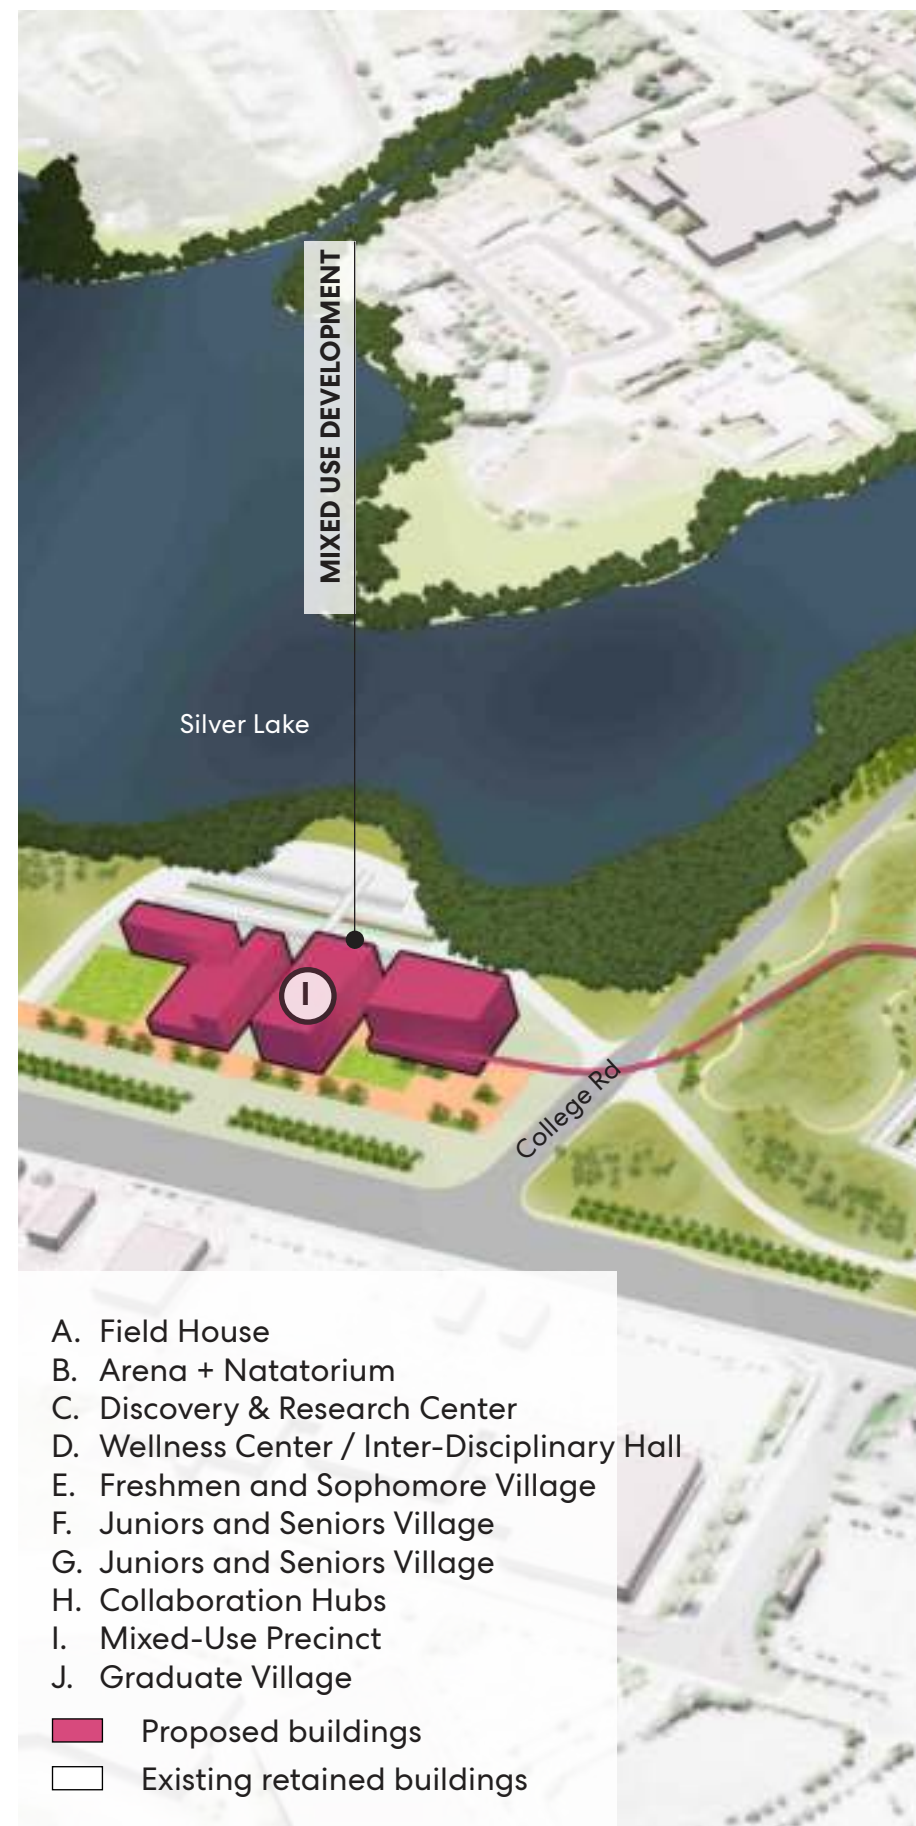 MIXED USE DEVELOPMENT
Silver Lake
I
College Rd
A. Field House
B. Arena + Natatorium
C. Discovery & Research Center
D. Wellness Center / Inter-Disciplinary Hall
E. Freshmen and Sophomore Village
F. Juniors and Seniors Village
G. Juniors and Seniors Village
H. Collaboration Hubs
I. Mixed-Use Precinct
J. Graduate Village
Proposed buildings
Existing retained buildings